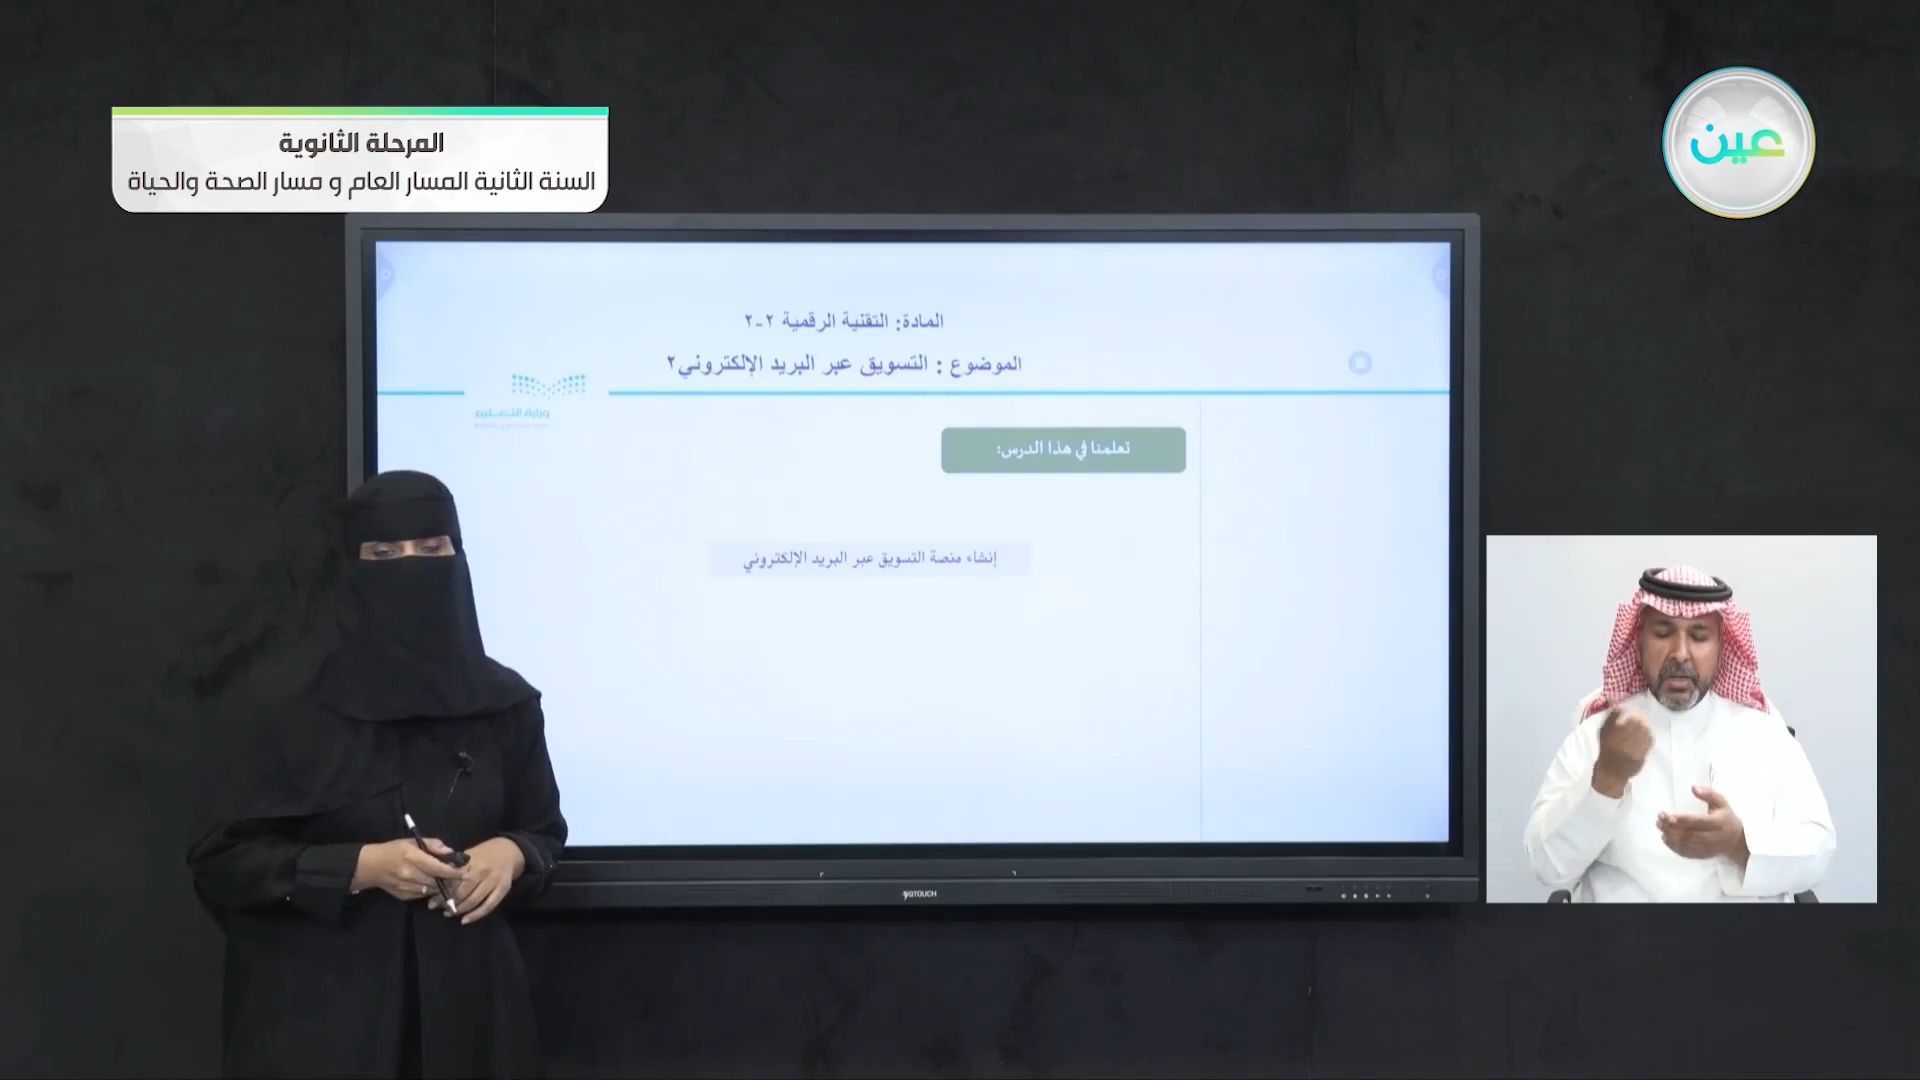 المرحلة الثانوية
السنة الثانية المسار العام و مسار الصحة والحياة
عين
المادة: التقنية الرقمية ٢-٢
الموضوع : التسويق عبر البريد الإلكتروني٢
وزارة التعليم
تعلمنا في هذا الدرس:
إنشاء منصة التسويق عبر البريد الإلكتروني